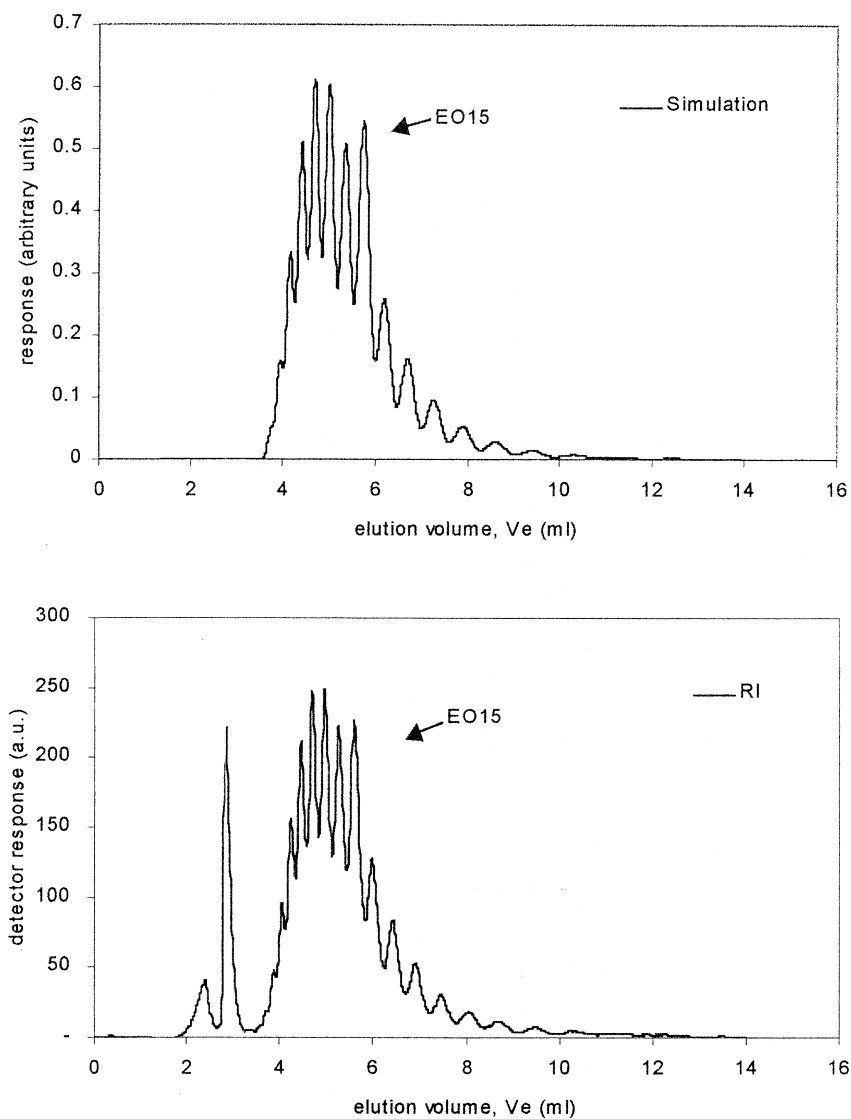 0.7
0.6
0.5
0.4
0.3
0.2
0.1
0
response (arbitrary units)
EO15
Simulation
0 2 4 6 8 10 12 14 16
elution volume, Ve (ml)
300
250
200
150
100
50
-
detector response (a.u.)
EO15
RI
0 2 4 6 8 10 12 14 16
elution volume, Ve (ml)